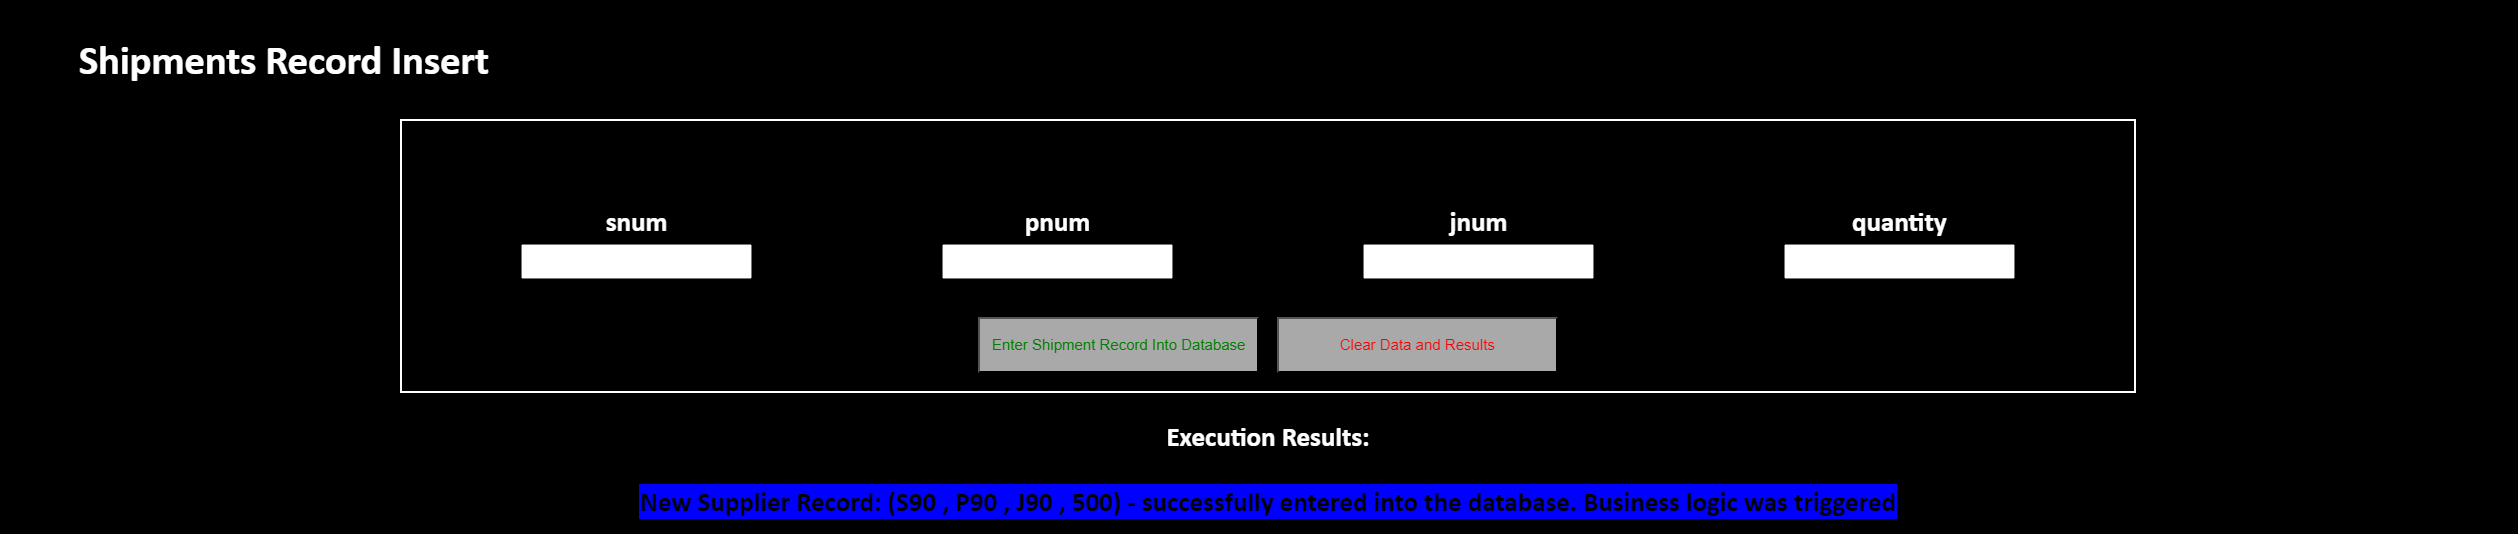 Shipments Record Insert
snum pnum jnum quantity
Enter Shipment Record Into Database Clear Data and Results
Execution Results:
New Supplier Record: (S90 , P90 , J90 , 500) - successfully entered into the database. Business logic was triggered